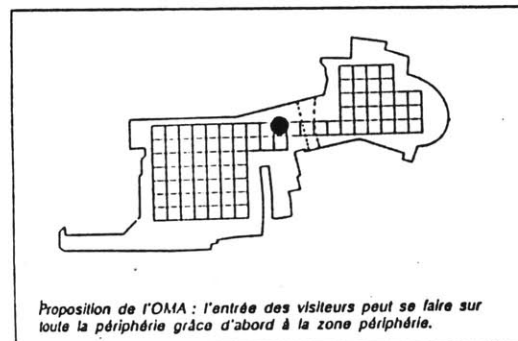 Proposition de l'OMA : l'entrée des visiteurs peut se faire sur
toute la périphérie grâce d'abord à la zone périphérie.